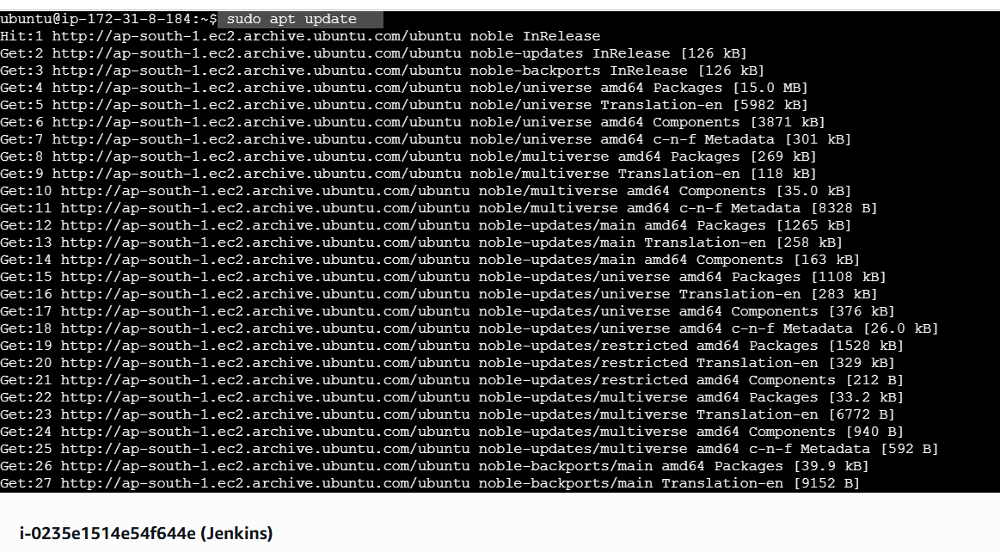 ubuntu@ip-172-31-8-184:~$ sudo apt update
Hit:1 http://ap-south-1.ec2.archive.ubuntu.com/ubuntu noble InRelease
Get:2 http://ap-south-1.ec2.archive.ubuntu.com/ubuntu noble-updates InRelease [126 kB]
Get:3 http://ap-south-1.ec2.archive.ubuntu.com/ubuntu noble-backports InRelease [126 kB]
Get:4 http://ap-south-1.ec2.archive.ubuntu.com/ubuntu noble/universe amd64 Packages [15.0 MB]
Get:5 http://ap-south-1.ec2.archive.ubuntu.com/ubuntu noble/universe Translation-en [5982 kB]
Get:6 http://ap-south-1.ec2.archive.ubuntu.com/ubuntu noble/universe amd64 Components [3871 kB]
Get:7 http://ap-south-1.ec2.archive.ubuntu.com/ubuntu noble/universe amd64 c-n-f Metadata [301 kB]
Get:8 http://ap-south-1.ec2.archive.ubuntu.com/ubuntu noble/multiverse amd64 Packages [269 kB]
Get:9 http://ap-south-1.ec2.archive.ubuntu.com/ubuntu noble/multiverse Translation-en [118 kB]
Get:10 http://ap-south-1.ec2.archive.ubuntu.com/ubuntu noble/multiverse amd64 Components [35.0 kB]
Get:11 http://ap-south-1.ec2.archive.ubuntu.com/ubuntu noble/multiverse amd64 c-n-f Metadata [8328 B]
Get:12 http://ap-south-1.ec2.archive.ubuntu.com/ubuntu noble-updates/main amd64 Packages [1265 kB]
Get:13 http://ap-south-1.ec2.archive.ubuntu.com/ubuntu noble-updates/main Translation-en [258 kB]
Get:14 http://ap-south-1.ec2.archive.ubuntu.com/ubuntu noble-updates/main amd64 Components [163 kB]
Get:15 http://ap-south-1.ec2.archive.ubuntu.com/ubuntu noble-updates/universe amd64 Packages [1108 kB]
Get:16 http://ap-south-1.ec2.archive.ubuntu.com/ubuntu noble-updates/universe Translation-en [283 kB]
Get:17 http://ap-south-1.ec2.archive.ubuntu.com/ubuntu noble-updates/universe amd64 Components [376 kB]
Get:18 http://ap-south-1.ec2.archive.ubuntu.com/ubuntu noble-updates/universe amd64 c-n-f Metadata [26.0 kB]
Get:19 http://ap-south-1.ec2.archive.ubuntu.com/ubuntu noble-updates/restricted amd64 Packages [1528 kB]
Get:20 http://ap-south-1.ec2.archive.ubuntu.com/ubuntu noble-updates/restricted Translation-en [329 kB]
Get:21 http://ap-south-1.ec2.archive.ubuntu.com/ubuntu noble-updates/restricted amd64 Components [212 B]
Get:22 http://ap-south-1.ec2.archive.ubuntu.com/ubuntu noble-updates/multiverse amd64 Packages [33.2 kB]
Get:23 http://ap-south-1.ec2.archive.ubuntu.com/ubuntu noble-updates/multiverse Translation-en [6772 B]
Get:24 http://ap-south-1.ec2.archive.ubuntu.com/ubuntu noble-updates/multiverse amd64 Components [940 B]
Get:25 http://ap-south-1.ec2.archive.ubuntu.com/ubuntu noble-updates/multiverse amd64 c-n-f Metadata [592 B]
Get:26 http://ap-south-1.ec2.archive.ubuntu.com/ubuntu noble-backports/main amd64 Packages [39.9 kB]
Get:27 http://ap-south-1.ec2.archive.ubuntu.com/ubuntu noble-backports/main Translation-en [9152 B]
i-0235e1514e54f644e (Jenkins)